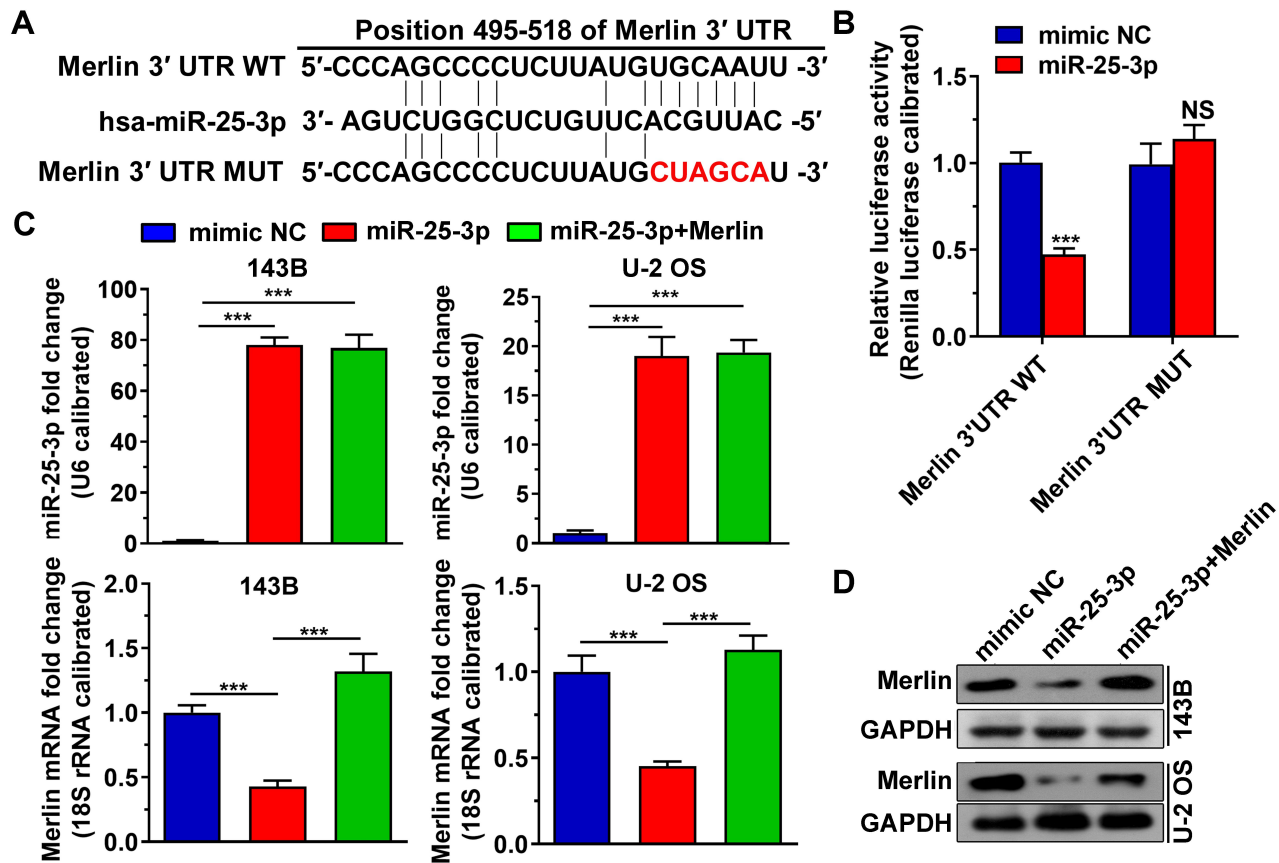 A
Position 495-518 of Merlin 3′ UTR
Merlin 3′ UTR WT 5′-CCCAGCCCCUCUUAUGUGCAAUU -3′
hsa-miR-25-3p 3′- AGUCUGGCUCUGUUCACGUUAC -5′
Merlin 3′ UTR MUT 5′-CCCAGCCCCUCUUAUGCUAGCAU -3′
B
mimic NC
miR-25-3p
Relative luciferase activity
(Renilla luciferase calibrated)
1.5
1.0
0.5
0.0
***
NS
Merlin 3'UTR WT
Merlin 3'UTR MUT
C
mimic NC miR-25-3p miR-25-3p+Merlin
143B
miR-25-3p fold change
(U6 calibrated)
100
80
60
40
20
0
***
***
U-2 OS
miR-25-3p fold change
(U6 calibrated)
25
20
15
10
5
0
***
***
143B
Merlin mRNA fold change
(18S rRNA calibrated)
2.0
1.5
1.0
0.5
0.0
***
***
U-2 OS
Merlin mRNA fold change
(18S rRNA calibrated)
1.5
1.0
0.5
0.0
***
***
D
mimic NC
miR-25-3p
miR-25-3p+Merlin
Merlin
GAPDH
143B
Merlin
GAPDH
U-2 OS